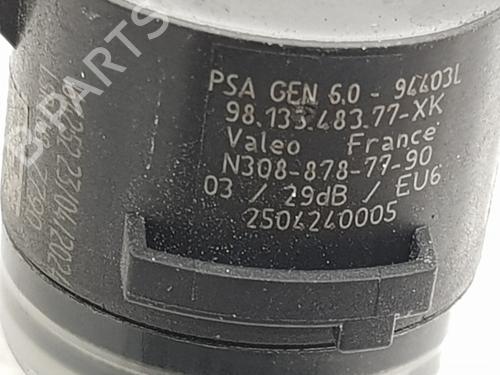 PSA GEN 6.0 - 94403L
98.133.483.77-XK
Valeo France
N308-878-77-90
03 / 29dB / EU6
2504240005
B-PARTS